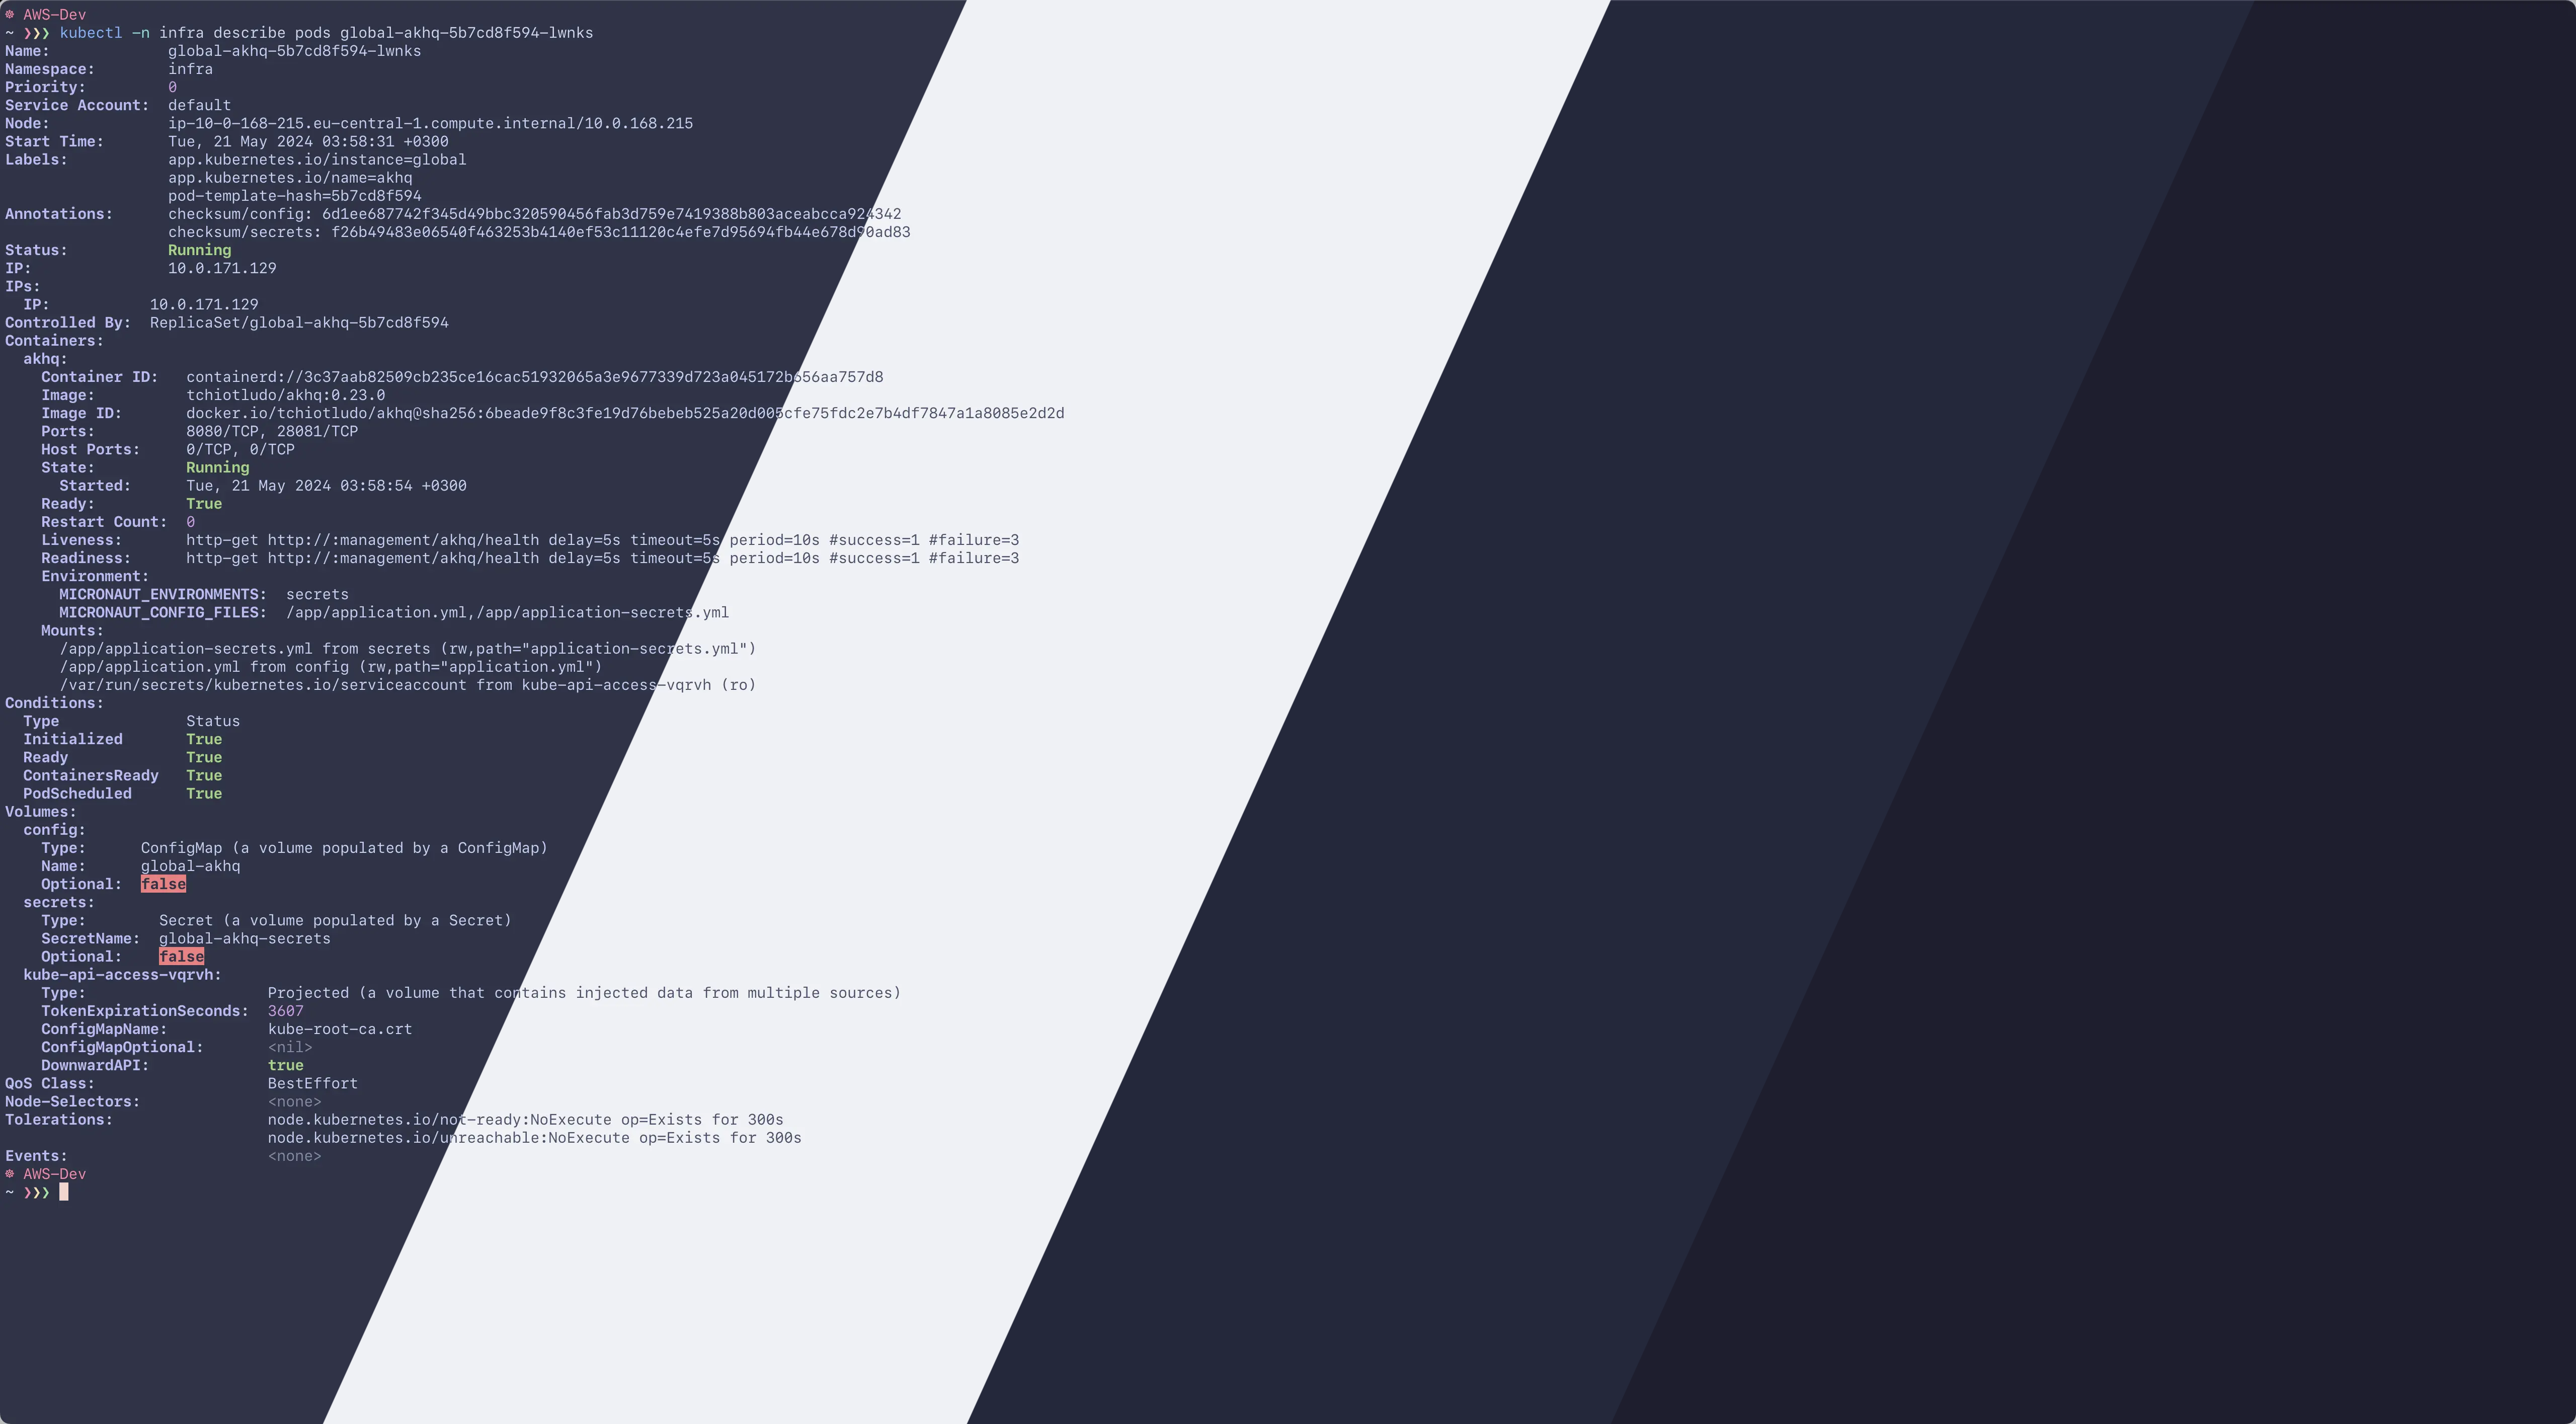 ☸ AWS-Dev
~ ❯❯❯ kubectl -n infra describe pods global-akhq-5b7cd8f594-lwnks
Name:             global-akhq-5b7cd8f594-lwnks
Namespace:        infra
Priority:         0
Service Account:  default
Node:             ip-10-0-168-215.eu-central-1.compute.internal/10.0.168.215
Start Time:       Tue, 21 May 2024 03:58:31 +0300
Labels:           app.kubernetes.io/instance=global
                  app.kubernetes.io/name=akhq
                  pod-template-hash=5b7cd8f594
Annotations:      checksum/config: 6d1ee687742f345d49bbc320590456fab3d759e7419388b803aceabcca924342
                  checksum/secrets: f26b49483e06540f463253b4140ef53c11120c4efe7d95694fb44e678d90ad83
Status:           Running
IP:               10.0.171.129
IPs:
  IP:           10.0.171.129
Controlled By:  ReplicaSet/global-akhq-5b7cd8f594
Containers:
  akhq:
    Container ID:   containerd://3c37aab82509cb235ce16cac51932065a3e9677339d723a045172b656aa757d8
    Image:          tchiotludo/akhq:0.23.0
    Image ID:       docker.io/tchiotludo/akhq@sha256:6beade9f8c3fe19d76bebeb525a20d005cfe75fdc2e7b4df7847a1a8085e2d2d
    Ports:          8080/TCP, 28081/TCP
    Host Ports:     0/TCP, 0/TCP
    State:          Running
      Started:      Tue, 21 May 2024 03:58:54 +0300
    Ready:          True
    Restart Count:  0
    Liveness:       http-get http://:management/akhq/health delay=5s timeout=5s period=10s #success=1 #failure=3
    Readiness:      http-get http://:management/akhq/health delay=5s timeout=5s period=10s #success=1 #failure=3
    Environment:
      MICRONAUT_ENVIRONMENTS:  secrets
      MICRONAUT_CONFIG_FILES:  /app/application.yml,/app/application-secrets.yml
    Mounts:
      /app/application-secrets.yml from secrets (rw,path="application-secrets.yml")
      /app/application.yml from config (rw,path="application.yml")
      /var/run/secrets/kubernetes.io/serviceaccount from kube-api-access-vqrvh (ro)
Conditions:
  Type              Status
  Initialized       True
  Ready             True
  ContainersReady   True
  PodScheduled      True
Volumes:
  config:
    Type:      ConfigMap (a volume populated by a ConfigMap)
    Name:      global-akhq
    Optional:  false
  secrets:
    Type:        Secret (a volume populated by a Secret)
    SecretName:  global-akhq-secrets
    Optional:    false
  kube-api-access-vqrvh:
    Type:                    Projected (a volume that contains injected data from multiple sources)
    TokenExpirationSeconds:  3607
    ConfigMapName:           kube-root-ca.crt
    ConfigMapOptional:       <nil>
    DownwardAPI:             true
QoS Class:                   BestEffort
Node-Selectors:              <none>
Tolerations:                 node.kubernetes.io/not-ready:NoExecute op=Exists for 300s
                             node.kubernetes.io/unreachable:NoExecute op=Exists for 300s
Events:                      <none>
☸ AWS-Dev
~ ❯❯❯